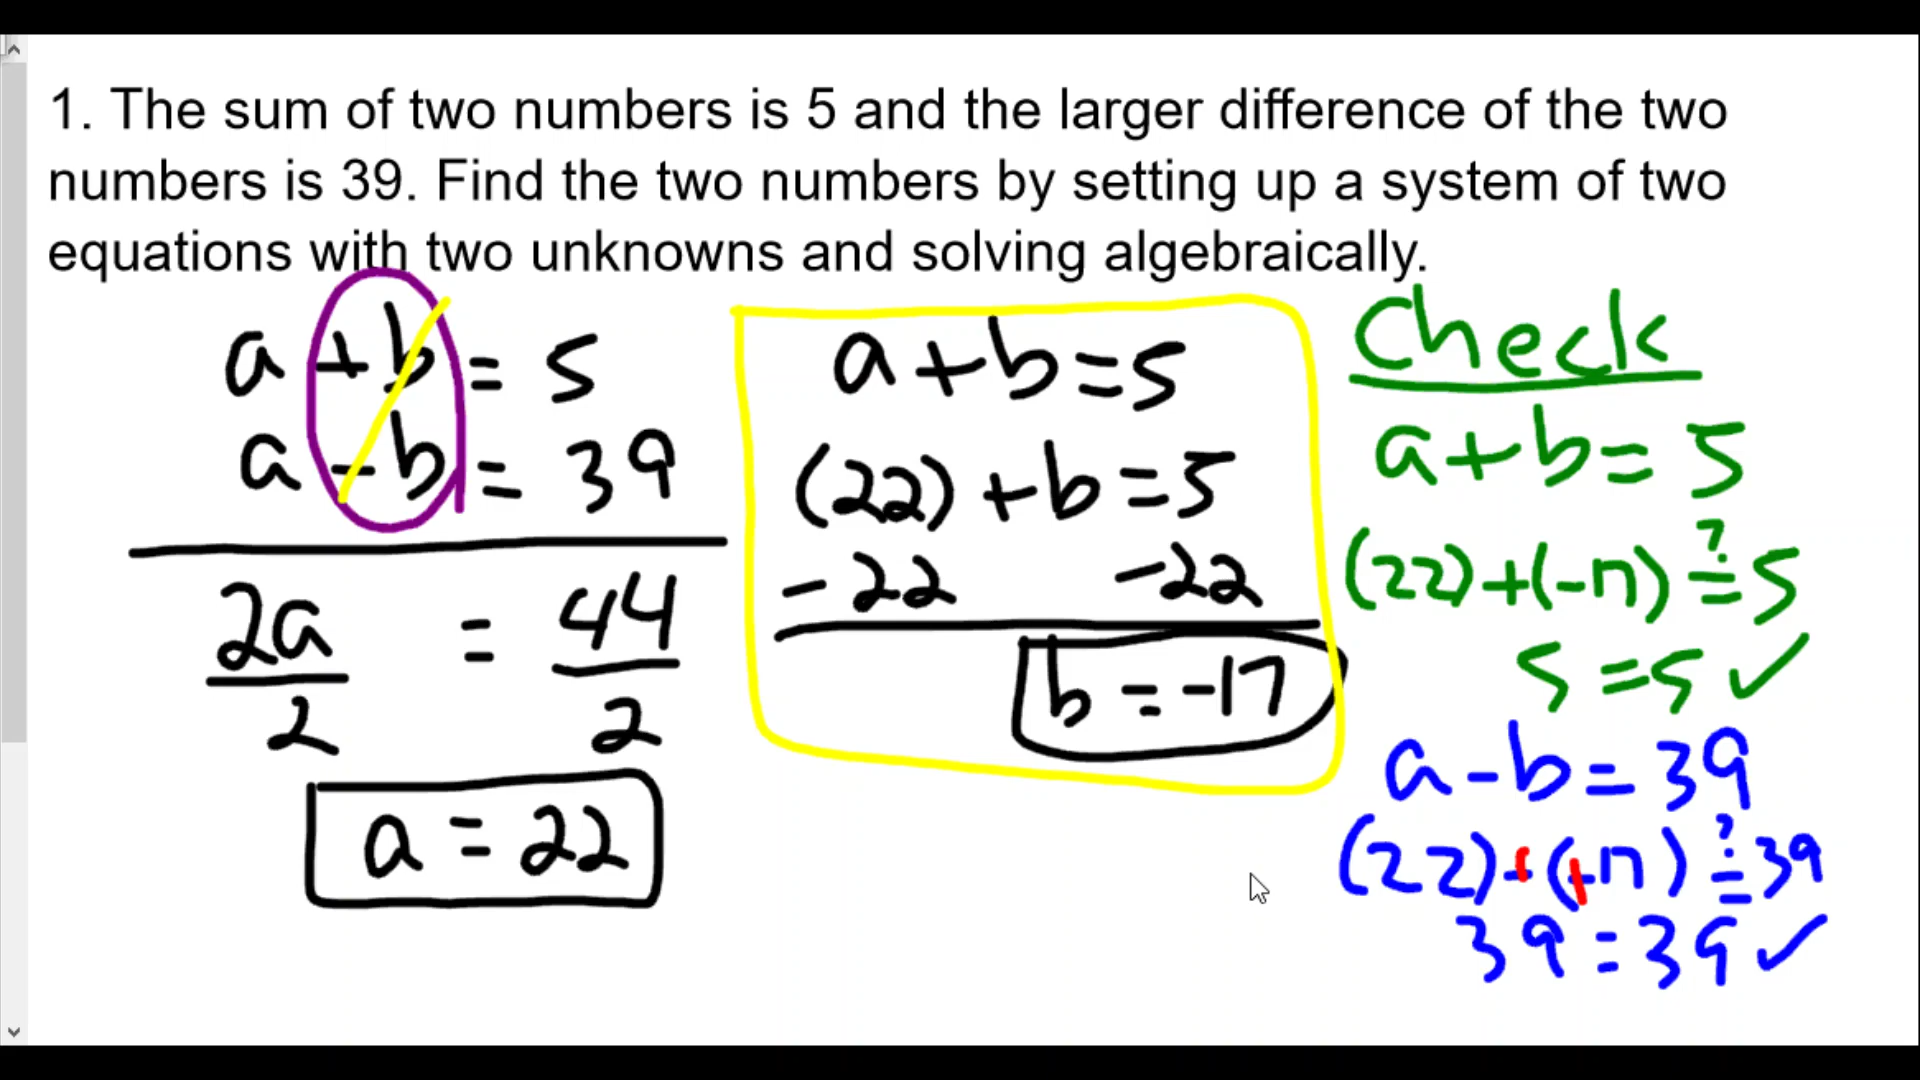 1. The sum of two numbers is 5 and the larger difference of the two
numbers is 39. Find the two numbers by setting up a system of two
equations with two unknowns and solving algebraically.
a + b = 5
a - b = 39
2a = 44
2 2
a = 22
a + b = 5
(22) + b = 5
-22 -22
b = -17
Check
a + b = 5
(22) + (-17) ≟ 5
5 = 5 ✓
a - b = 39
(22) + (+17) ≟ 39
39 = 39 ✓